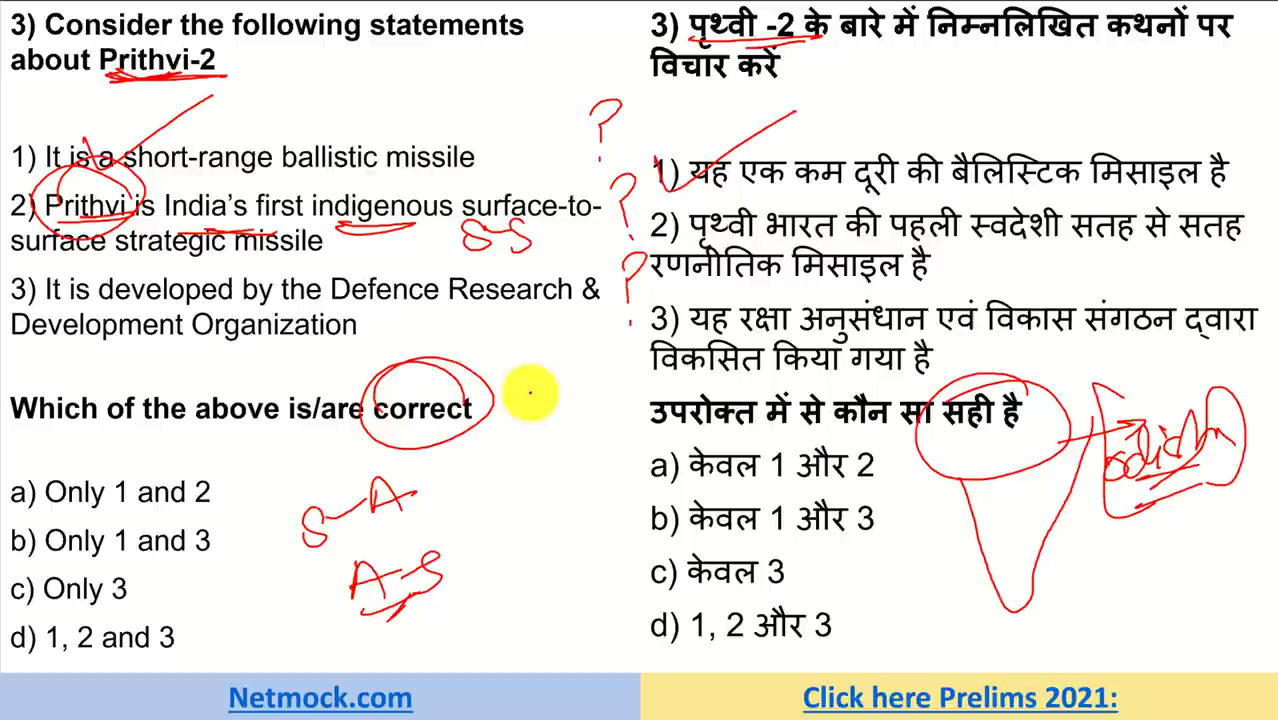 3) Consider the following statements
about Prithvi-2
1) It is a short-range ballistic missile
2) Prithvi is India's first indigenous surface-to-
surface strategic missile
S-S
3) It is developed by the Defence Research &
Development Organization
Which of the above is/are correct
a) Only 1 and 2
b) Only 1 and 3
c) Only 3
d) 1, 2 and 3
S-A
A-S
?
?
?
3) पृथ्वी -2 के बारे में निम्नलिखित कथनों पर
विचार करें
1) यह एक कम दूरी की बैलिस्टिक मिसाइल है
2) पृथ्वी भारत की पहली स्वदेशी सतह से सतह
रणनीतिक मिसाइल है
3) यह रक्षा अनुसंधान एवं विकास संगठन द्वारा
विकसित किया गया है
उपरोक्त में से कौन सा सही है
a) केवल 1 और 2
b) केवल 1 और 3
c) केवल 3
d) 1, 2 और 3
Netmock.com
Click here Prelims 2021: